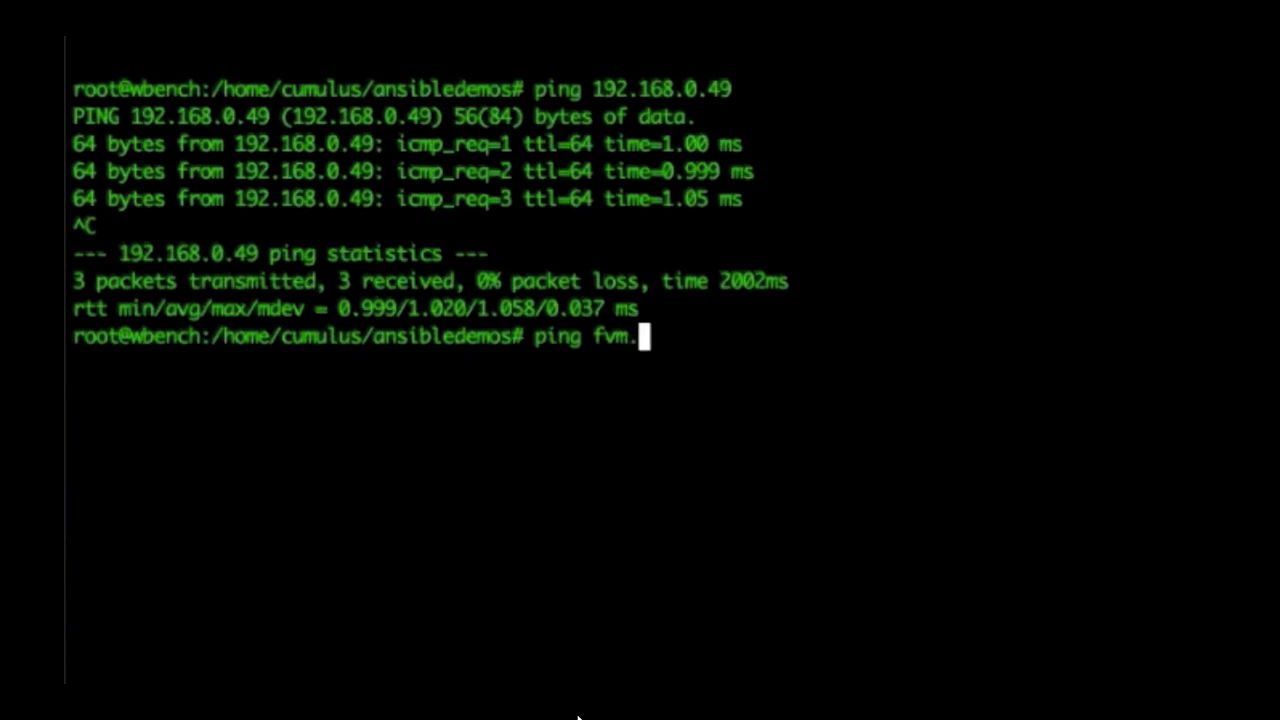 root@wbench:/home/cumulus/ansibledemos# ping 192.168.0.49
PING 192.168.0.49 (192.168.0.49) 56(84) bytes of data.
64 bytes from 192.168.0.49: icmp_req=1 ttl=64 time=1.00 ms
64 bytes from 192.168.0.49: icmp_req=2 ttl=64 time=0.999 ms
64 bytes from 192.168.0.49: icmp_req=3 ttl=64 time=1.05 ms
^C
--- 192.168.0.49 ping statistics ---
3 packets transmitted, 3 received, 0% packet loss, time 2002ms
rtt min/avg/max/mdev = 0.999/1.020/1.058/0.037 ms
root@wbench:/home/cumulus/ansibledemos# ping fvm.